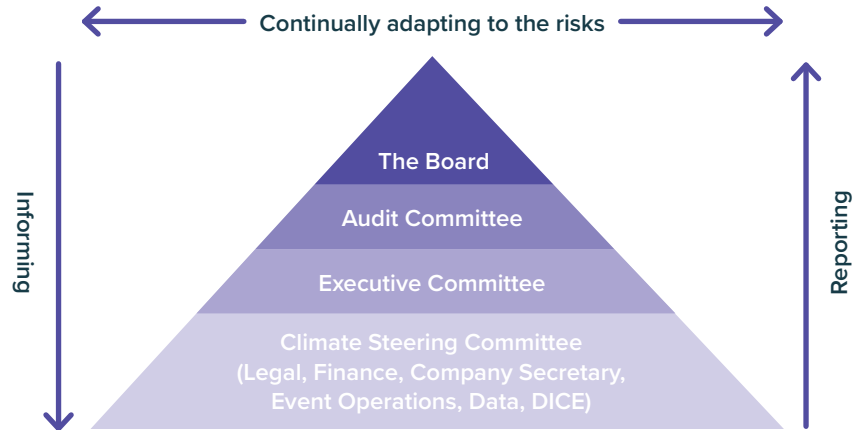 Continually adapting to the risks
Informing
The Board
Audit Committee
Executive Committee
Climate Steering Committee
(Legal, Finance, Company Secretary,
Event Operations, Data, DICE)
Reporting